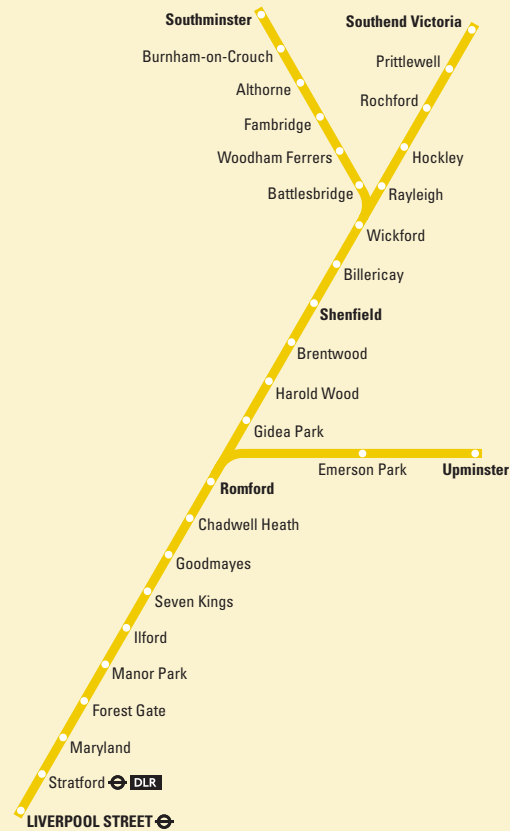 Southminster
Southend Victoria
Burnham-on-Crouch
Prittlewell
Althorne
Rochford
Fambridge
Woodham Ferrers
Hockley
Battlesbridge
Rayleigh
Wickford
Billericay
Shenfield
Brentwood
Harold Wood
Gidea Park
Emerson Park
Upminster
Romford
Chadwell Heath
Goodmayes
Seven Kings
Ilford
Manor Park
Forest Gate
Maryland
Stratford DLR
LIVERPOOL STREET